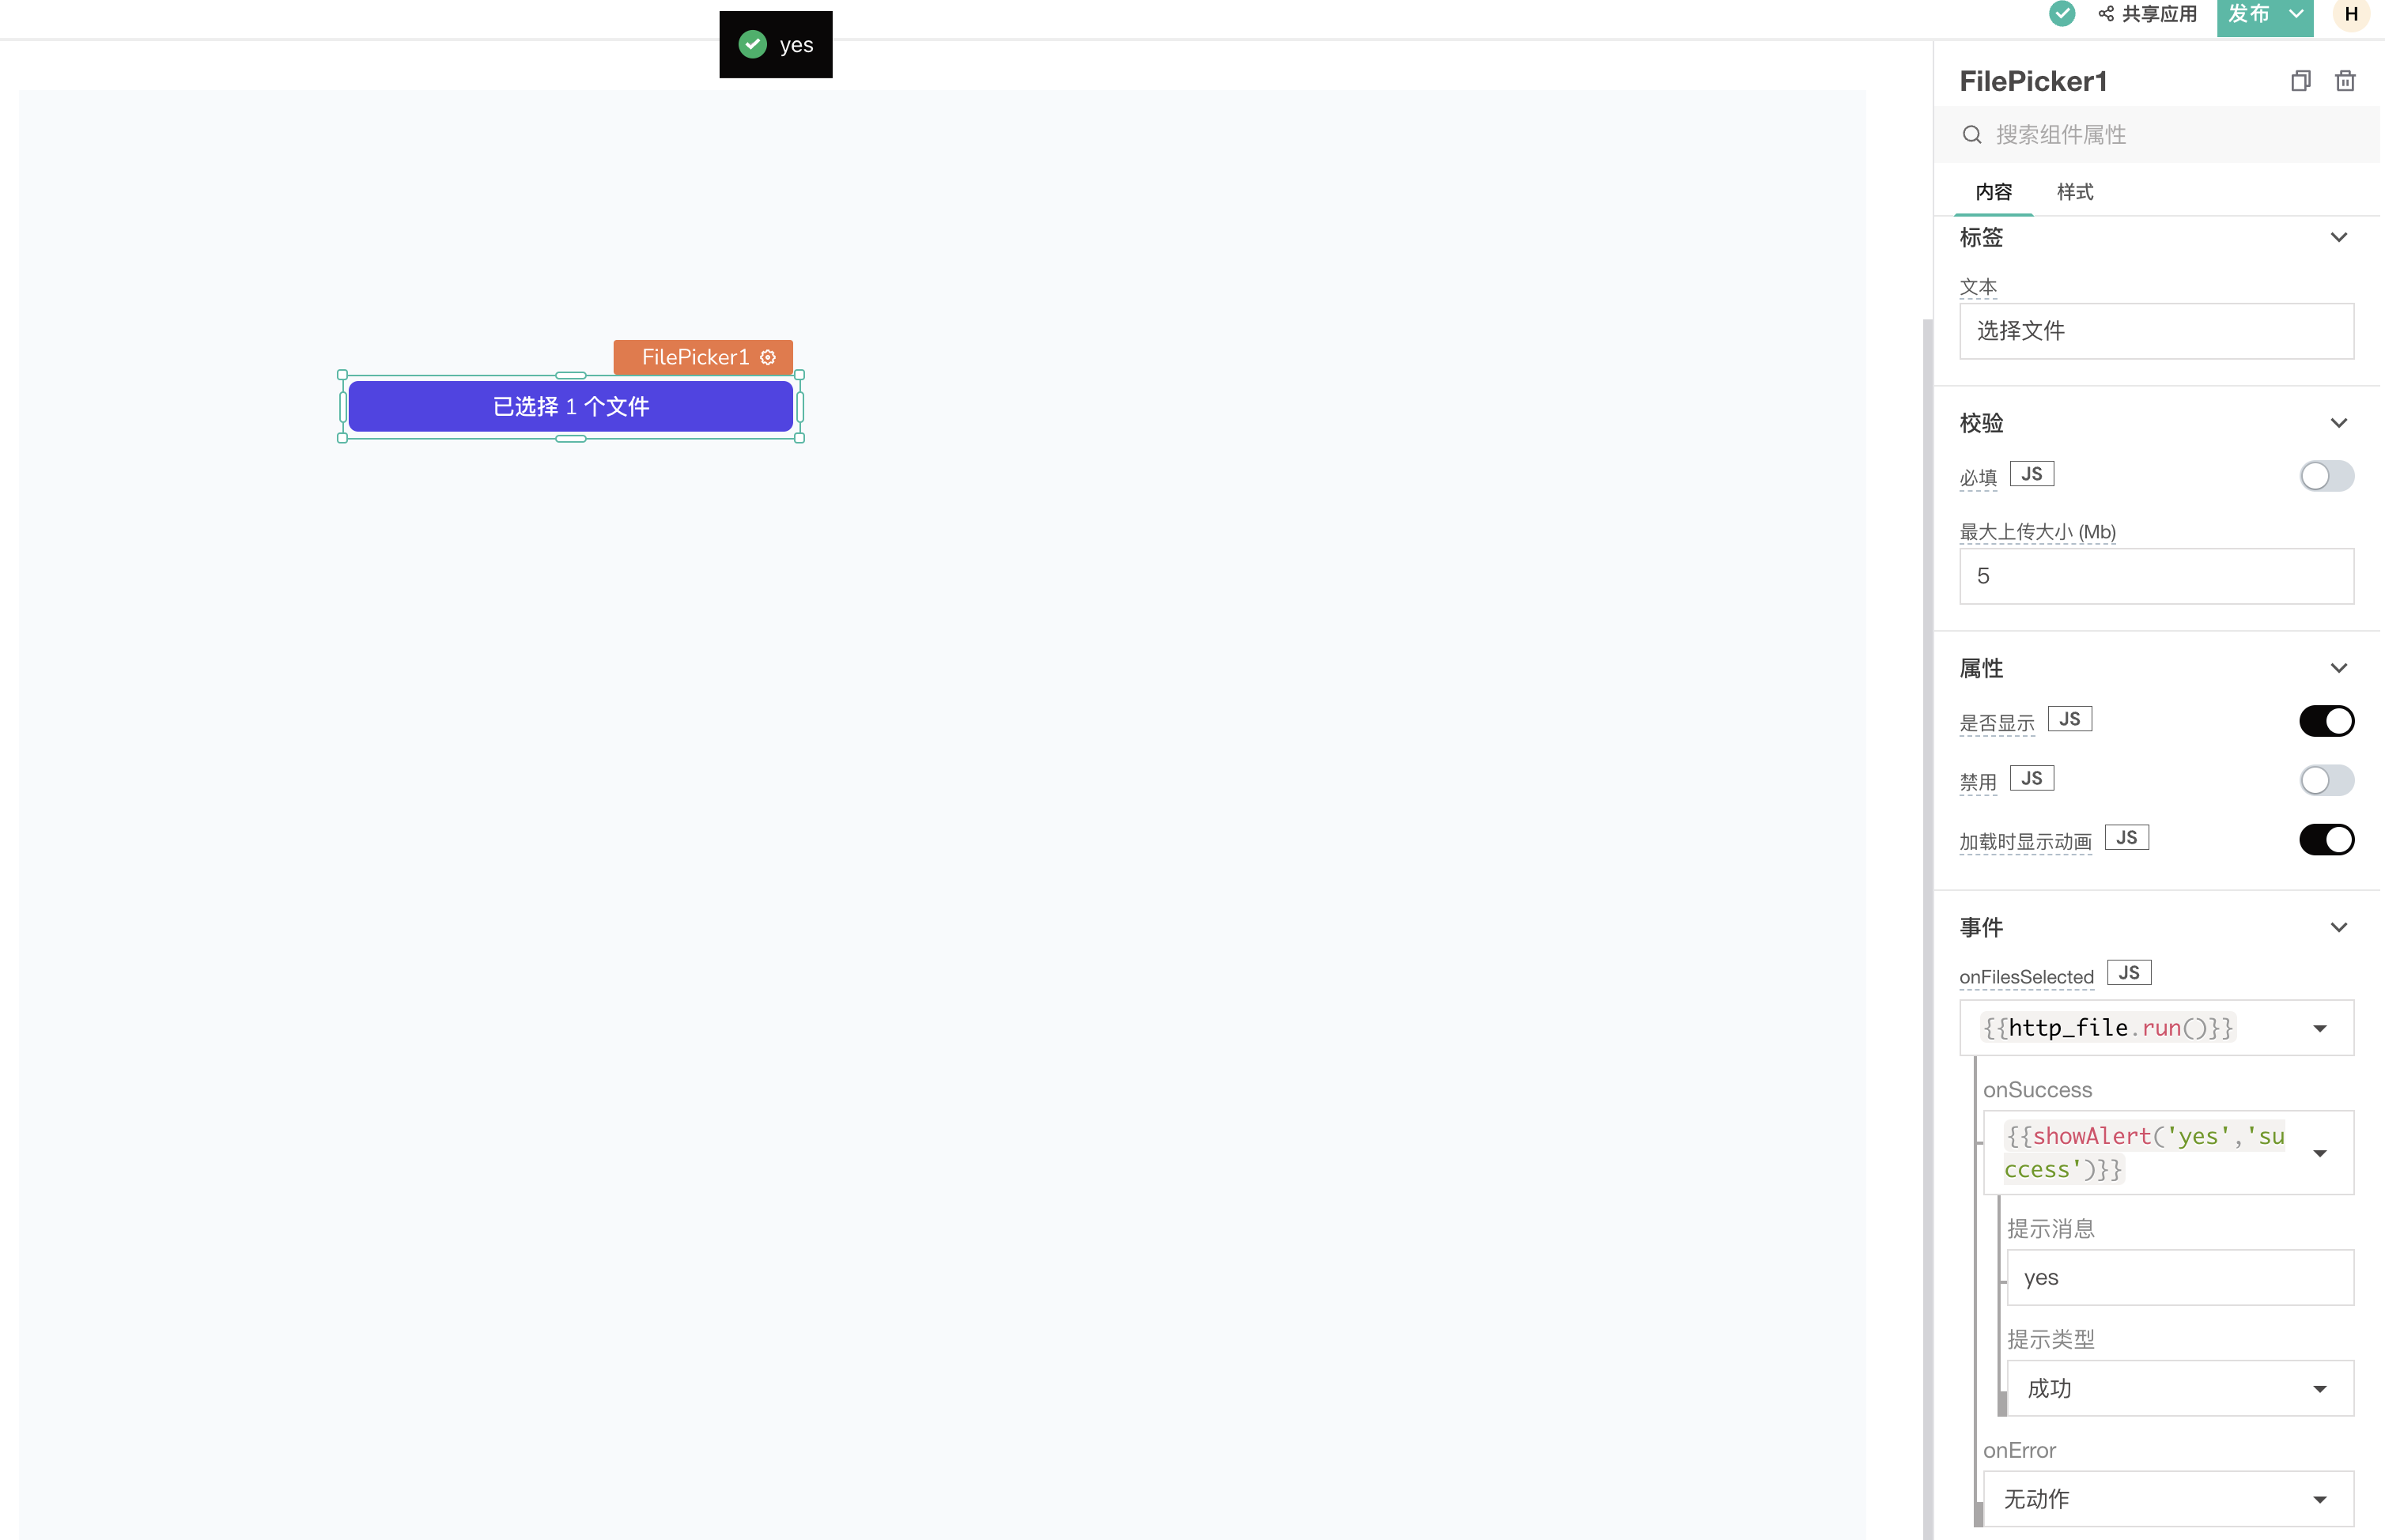 yes
共享应用
发布
H
FilePicker1
已选择 1 个文件
FilePicker1
搜索组件属性
内容
样式
标签
文本
选择文件
校验
必填
JS
最大上传大小 (Mb)
5
属性
是否显示
JS
禁用
JS
加载时显示动画
JS
事件
onFilesSelected
JS
{{http_file.run()}}
onSuccess
{{showAlert('yes','su
ccess')}}
提示消息
yes
提示类型
成功
onError
无动作